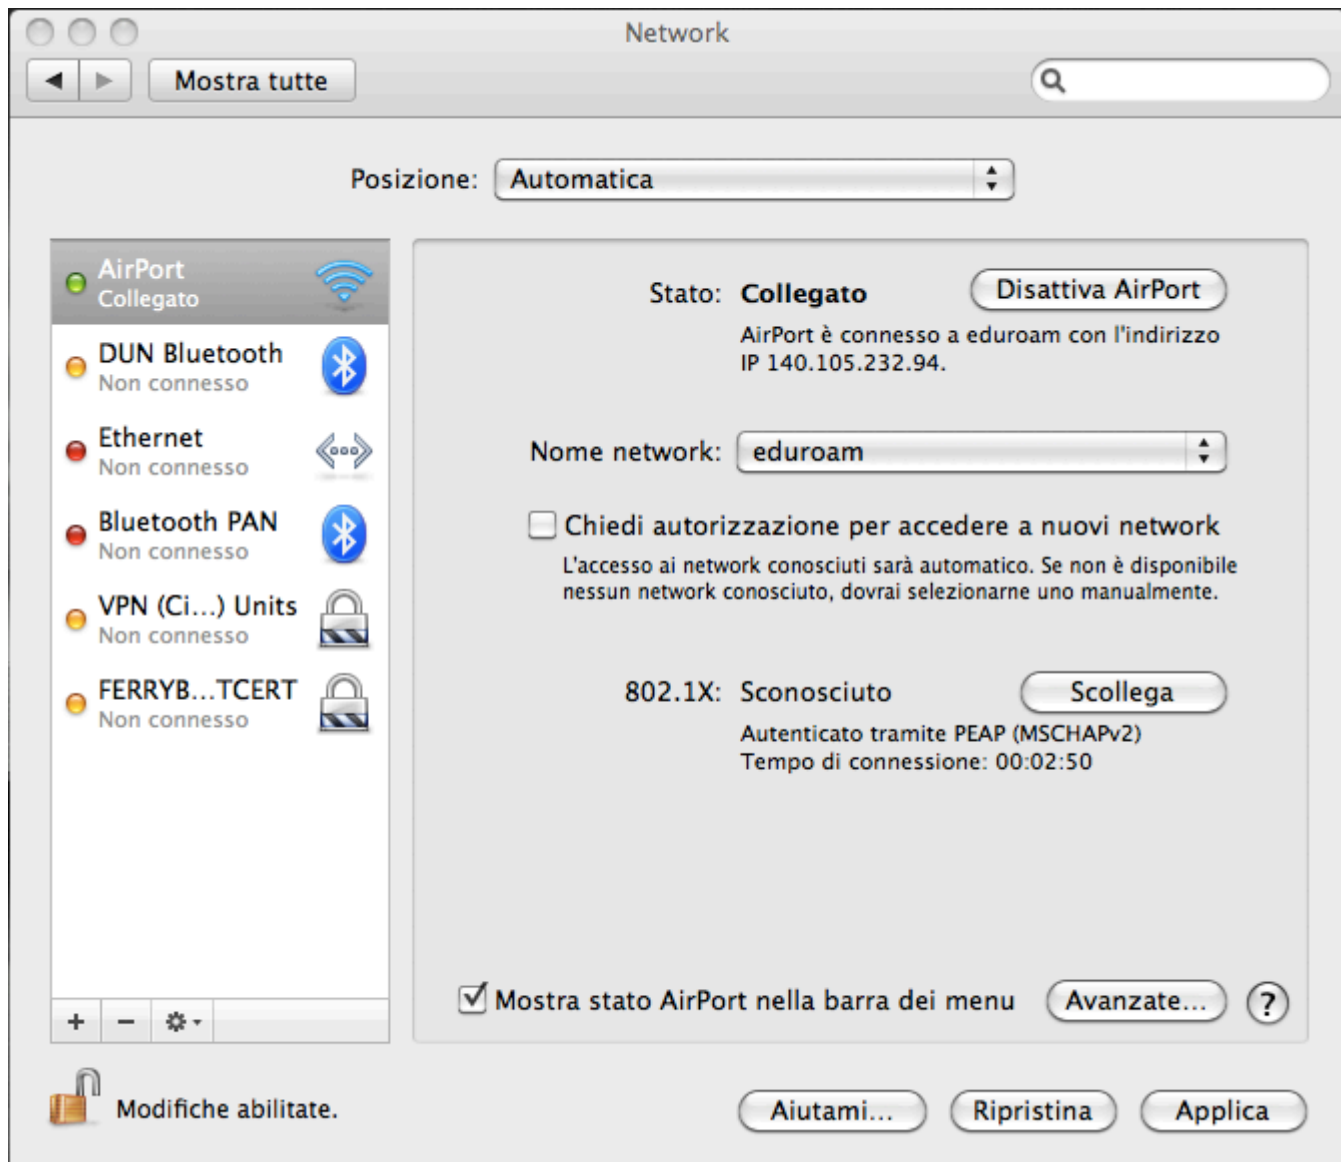 Network
Mostra tutte
Posizione: Automatica
AirPort
Collegato
DUN Bluetooth
Non connesso
Ethernet
Non connesso
Bluetooth PAN
Non connesso
VPN (Ci...) Units
Non connesso
FERRYB...TCERT
Non connesso
Stato: Collegato Disattiva AirPort
AirPort è connesso a eduroam con l'indirizzo
IP 140.105.232.94.
Nome network: eduroam
Chiedi autorizzazione per accedere a nuovi network
L'accesso ai network conosciuti sarà automatico. Se non è disponibile
nessun network conosciuto, dovrai selezionarne uno manualmente.
802.1X: Sconosciuto Scollega
Autenticato tramite PEAP (MSCHAPv2)
Tempo di connessione: 00:02:50
Mostra stato AirPort nella barra dei menu Avanzate... ?
Modifiche abilitate.
Aiutami... Ripristina Applica